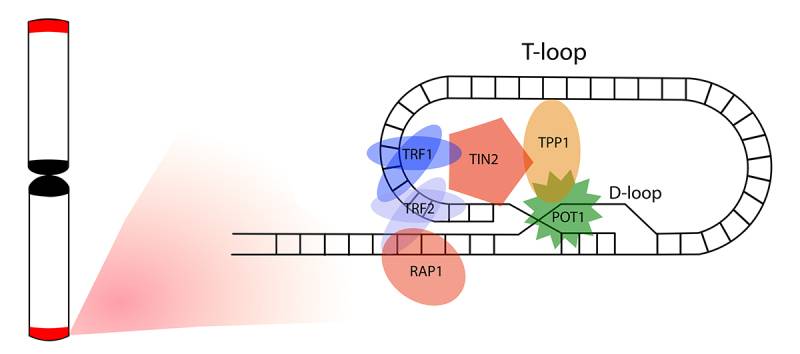 T-loop
TRF1
TIN2
TPP1
D-loop
TRF2
POT1
RAP1